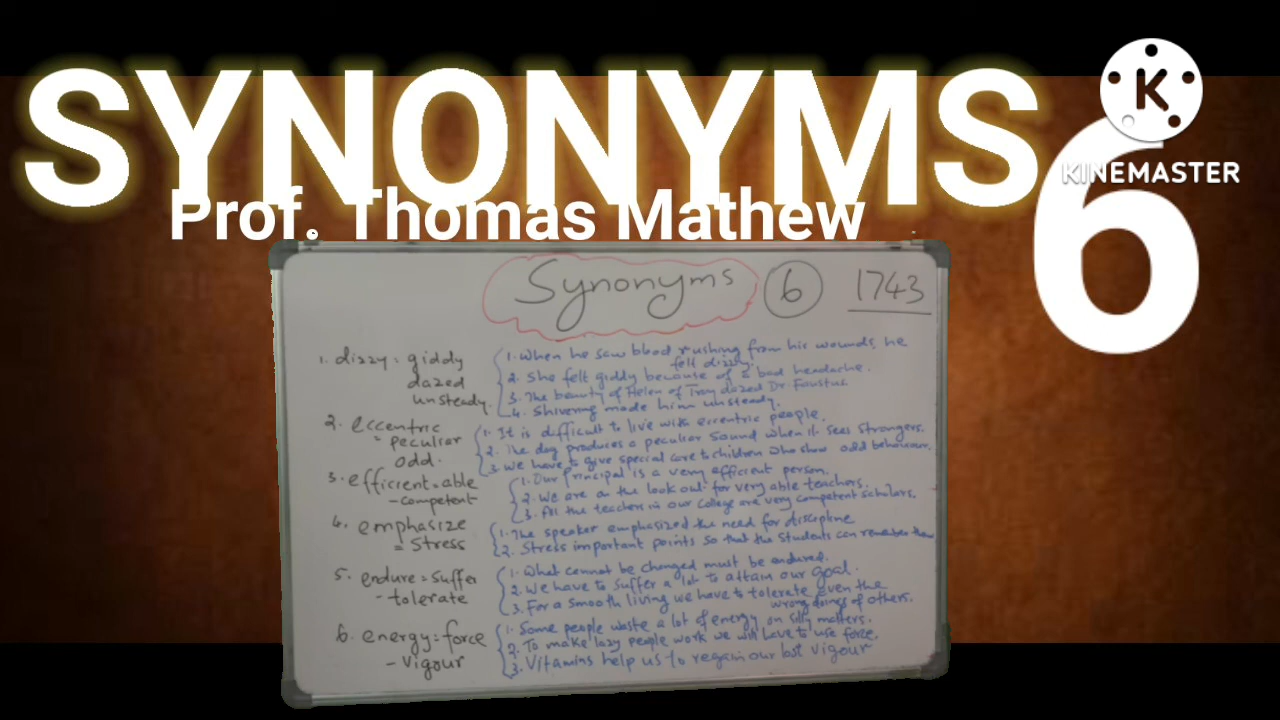 SYNONYMS
6
K
KINEMASTER
Prof. Thomas Mathew
Synonyms 6 1743
1. dizzy = giddy
dazed
unsteady.
1. When he saw blood rushing from his wounds, he
felt dizzy.
2. She felt giddy because of a bad headache.
3. The beauty of Helen of Troy dazed Dr. Faustus
4. Shivering made him unsteady.
2. eccentric
= peculiar
odd.
1. It is difficult to live with eccentric people.
2. The dog produces a peculiar sound when it sees strangers.
3. We have to give special care to children who show odd behaviour.
3. efficient = able
- competent
1. Our Principal is a very efficient person.
2. We are on the look out for very able teachers.
3. All the teachers in our college are very competent scholars.
4. emphasize
= stress
1. The speaker emphasized the need for discipline
2. Stress important points so that the students can remember them
5. endure = suffer
- tolerate
1. What cannot be changed must be endured.
2. We have to suffer a lot to attain our goal.
3. For a smooth living we have to tolerate even the
wrong doings of others.
6. energy = force
- vigour
1. Some people waste a lot of energy on silly matters.
2. To make lazy people work we will have to use force.
3. Vitamins help us to regain our lost vigour